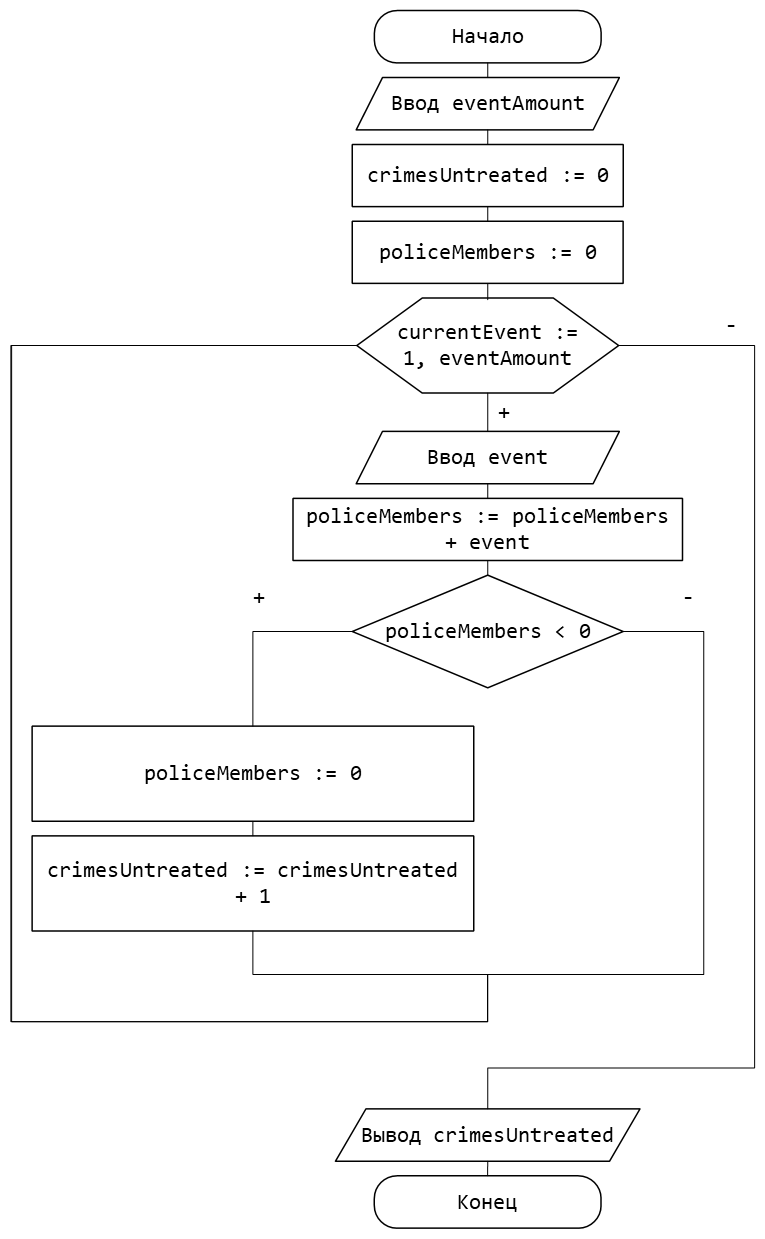 Начало
Ввод eventAmount
crimesUntreated := 0
policeMembers := 0
currentEvent :=
1, eventAmount
-
+
Ввод event
policeMembers := policeMembers
+ event
+
-
policeMembers < 0
policeMembers := 0
crimesUntreated := crimesUntreated
+ 1
Вывод crimesUntreated
Конец